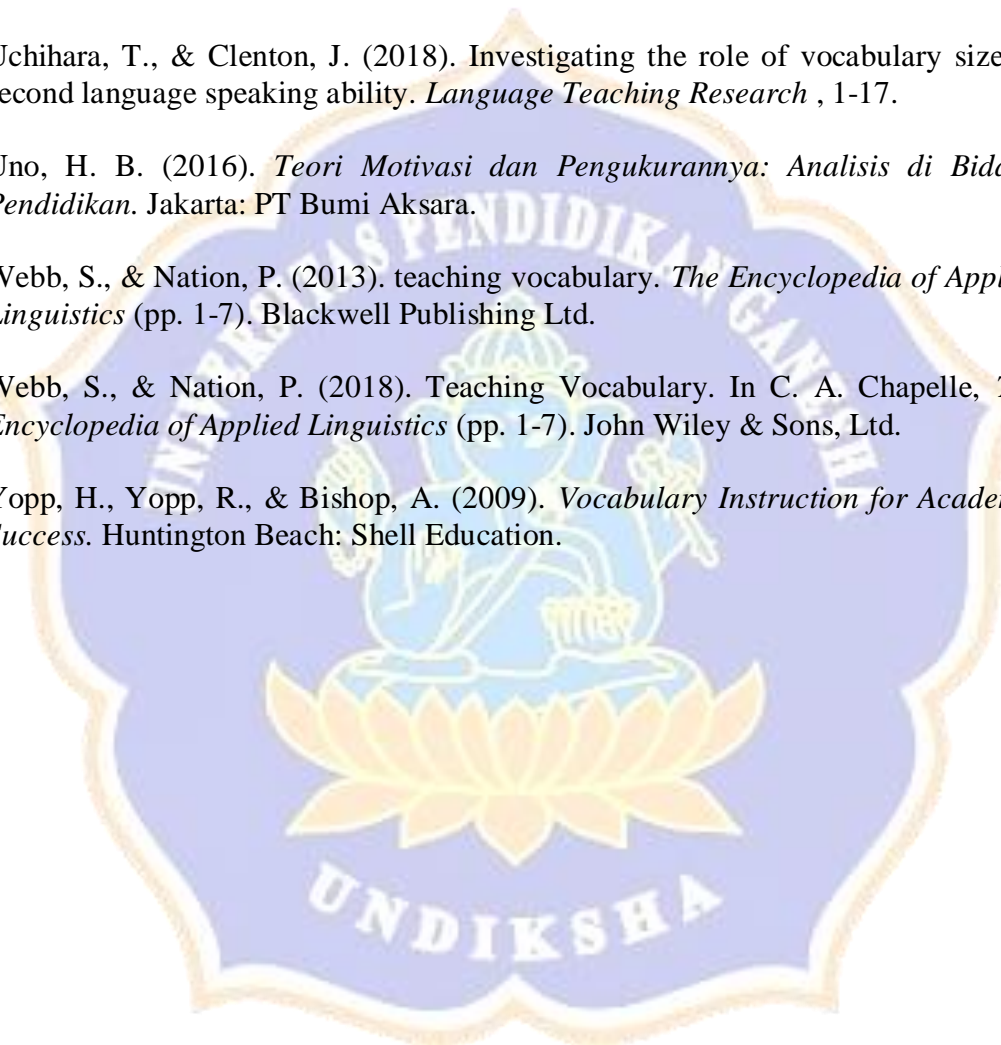 Uchihara, T., & Clenton, J. (2018). Investigating the role of vocabulary size
second language speaking ability. Language Teaching Research , 1-17.
Uno, H. B. (2016). Teori Motivasi dan Pengukurannya: Analisis di Bida
Pendidikan. Jakarta: PT Bumi Aksara.
Webb, S., & Nation, P. (2013). teaching vocabulary. The Encyclopedia of Appl
Linguistics (pp. 1-7). Blackwell Publishing Ltd.
Webb, S., & Nation, P. (2018). Teaching Vocabulary. In C. A. Chapelle,
Encyclopedia of Applied Linguistics (pp. 1-7). John Wiley & Sons, Ltd.
Yopp, H., Yopp, R., & Bishop, A. (2009). Vocabulary Instruction for Acade
Success. Huntington Beach: Shell Education.
UNIVERSITAS PENDIDIKAN GANESHA
UNDIKSHA